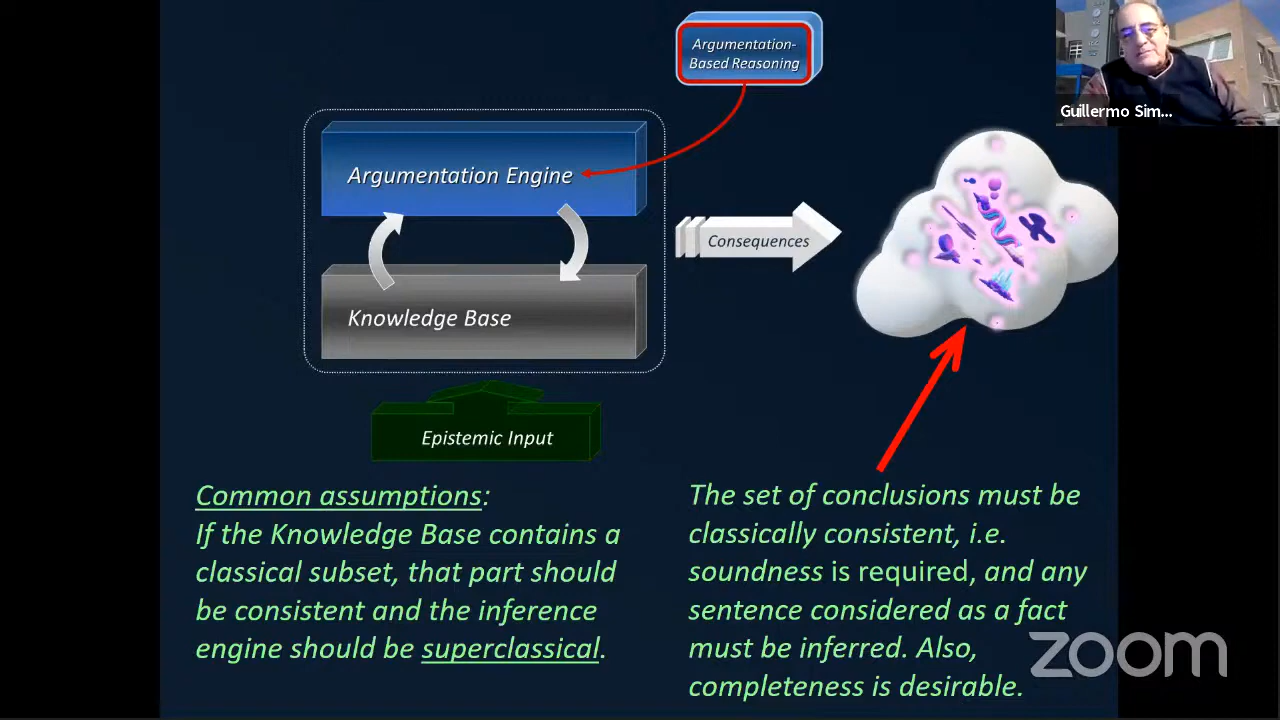 Argumentation-
Based Reasoning
Guillermo Sim...
Argumentation Engine
Consequences
Knowledge Base
Epistemic Input
Common assumptions:
If the Knowledge Base contains a
classical subset, that part should
be consistent and the inference
engine should be superclassical.
The set of conclusions must be
classically consistent, i.e.
soundness is required, and any
sentence considered as a fact
must be inferred. Also,
completeness is desirable.
zoom